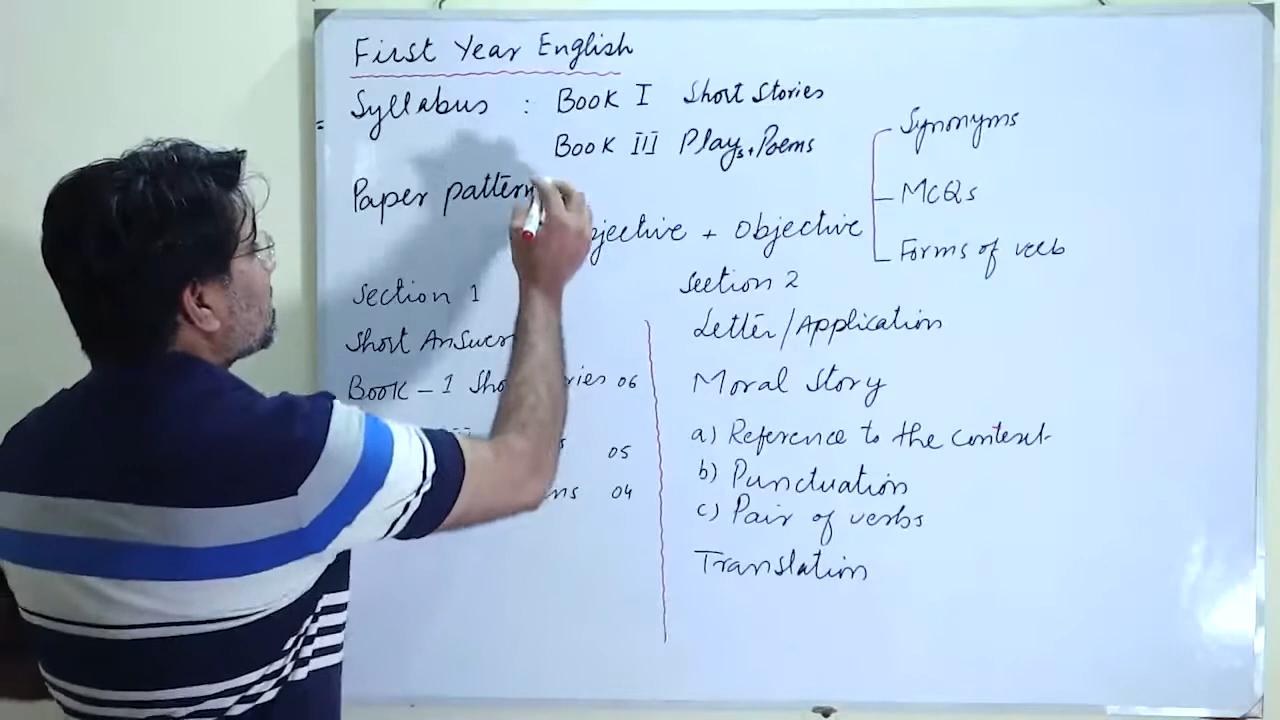 First Year English
Syllabus : Book I Short Stories
Book III Plays + Poems
Paper pattern
jective + Objective
Synonyms
McQs
Forms of verb
Section 1
Short Answer
Book - 1 Sho ries 06
05
ms 04
Section 2
Letter/Application
Moral Story
a) Reference to the context
b) Punctuation
c) Pair of verbs
Translation